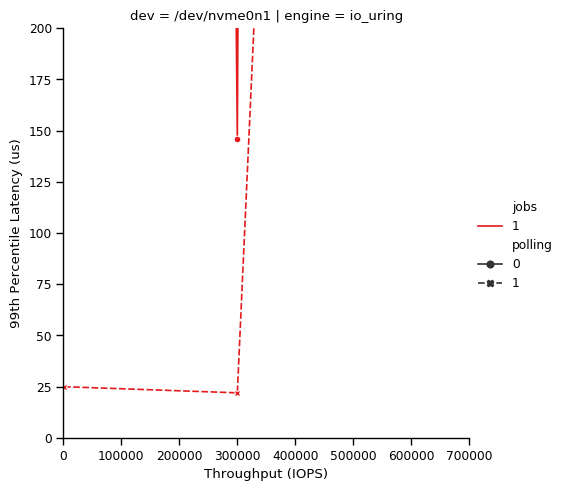 dev = /dev/nvme0n1 | engine = io_uring
200
175
150
125
100
75
50
25
0
99th Percentile Latency (us)
0 100000 200000 300000 400000 500000 600000 700000
Throughput (IOPS)
jobs
1
polling
0
1